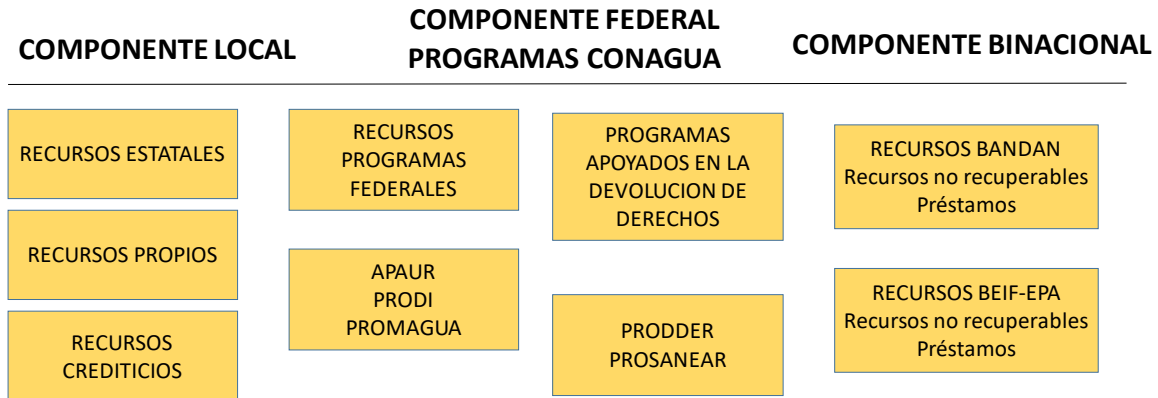 COMPONENTE LOCAL
COMPONENTE FEDERAL
PROGRAMAS CONAGUA
COMPONENTE BINACIONAL
RECURSOS ESTATALES
RECURSOS PROPIOS
RECURSOS
CREDITICIOS
RECURSOS
PROGRAMAS
FEDERALES
APAUR
PRODI
PROMAGUA
PROGRAMAS
APOYADOS EN LA
DEVOLUCION DE
DERECHOS
PRODDER
PROSANEAR
RECURSOS BANDAN
Recursos no recuperables
Préstamos
RECURSOS BEIF-EPA
Recursos no recuperables
Préstamos